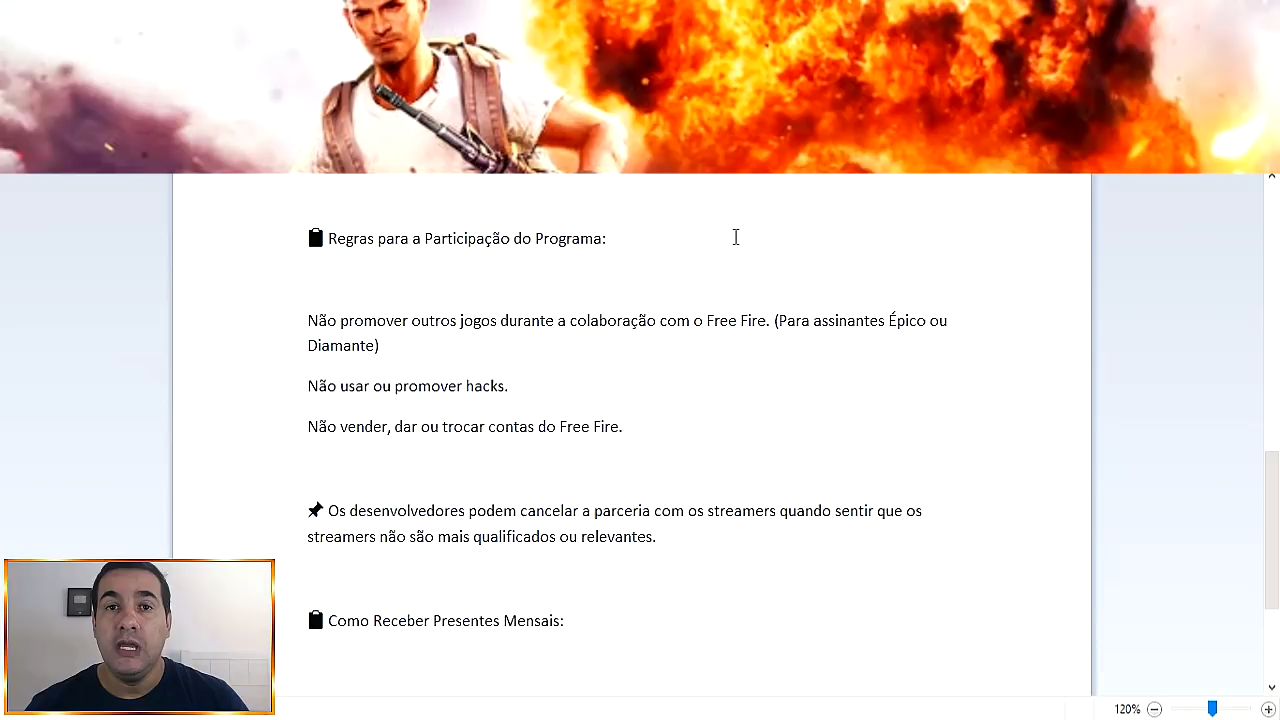 Regras para a Participação do Programa:
Não promover outros jogos durante a colaboração com o Free Fire. (Para assinantes Épico ou
Diamante)
Não usar ou promover hacks.
Não vender, dar ou trocar contas do Free Fire.
Os desenvolvedores podem cancelar a parceria com os streamers quando sentir que os
streamers não são mais qualificados ou relevantes.
Como Receber Presentes Mensais:
120%